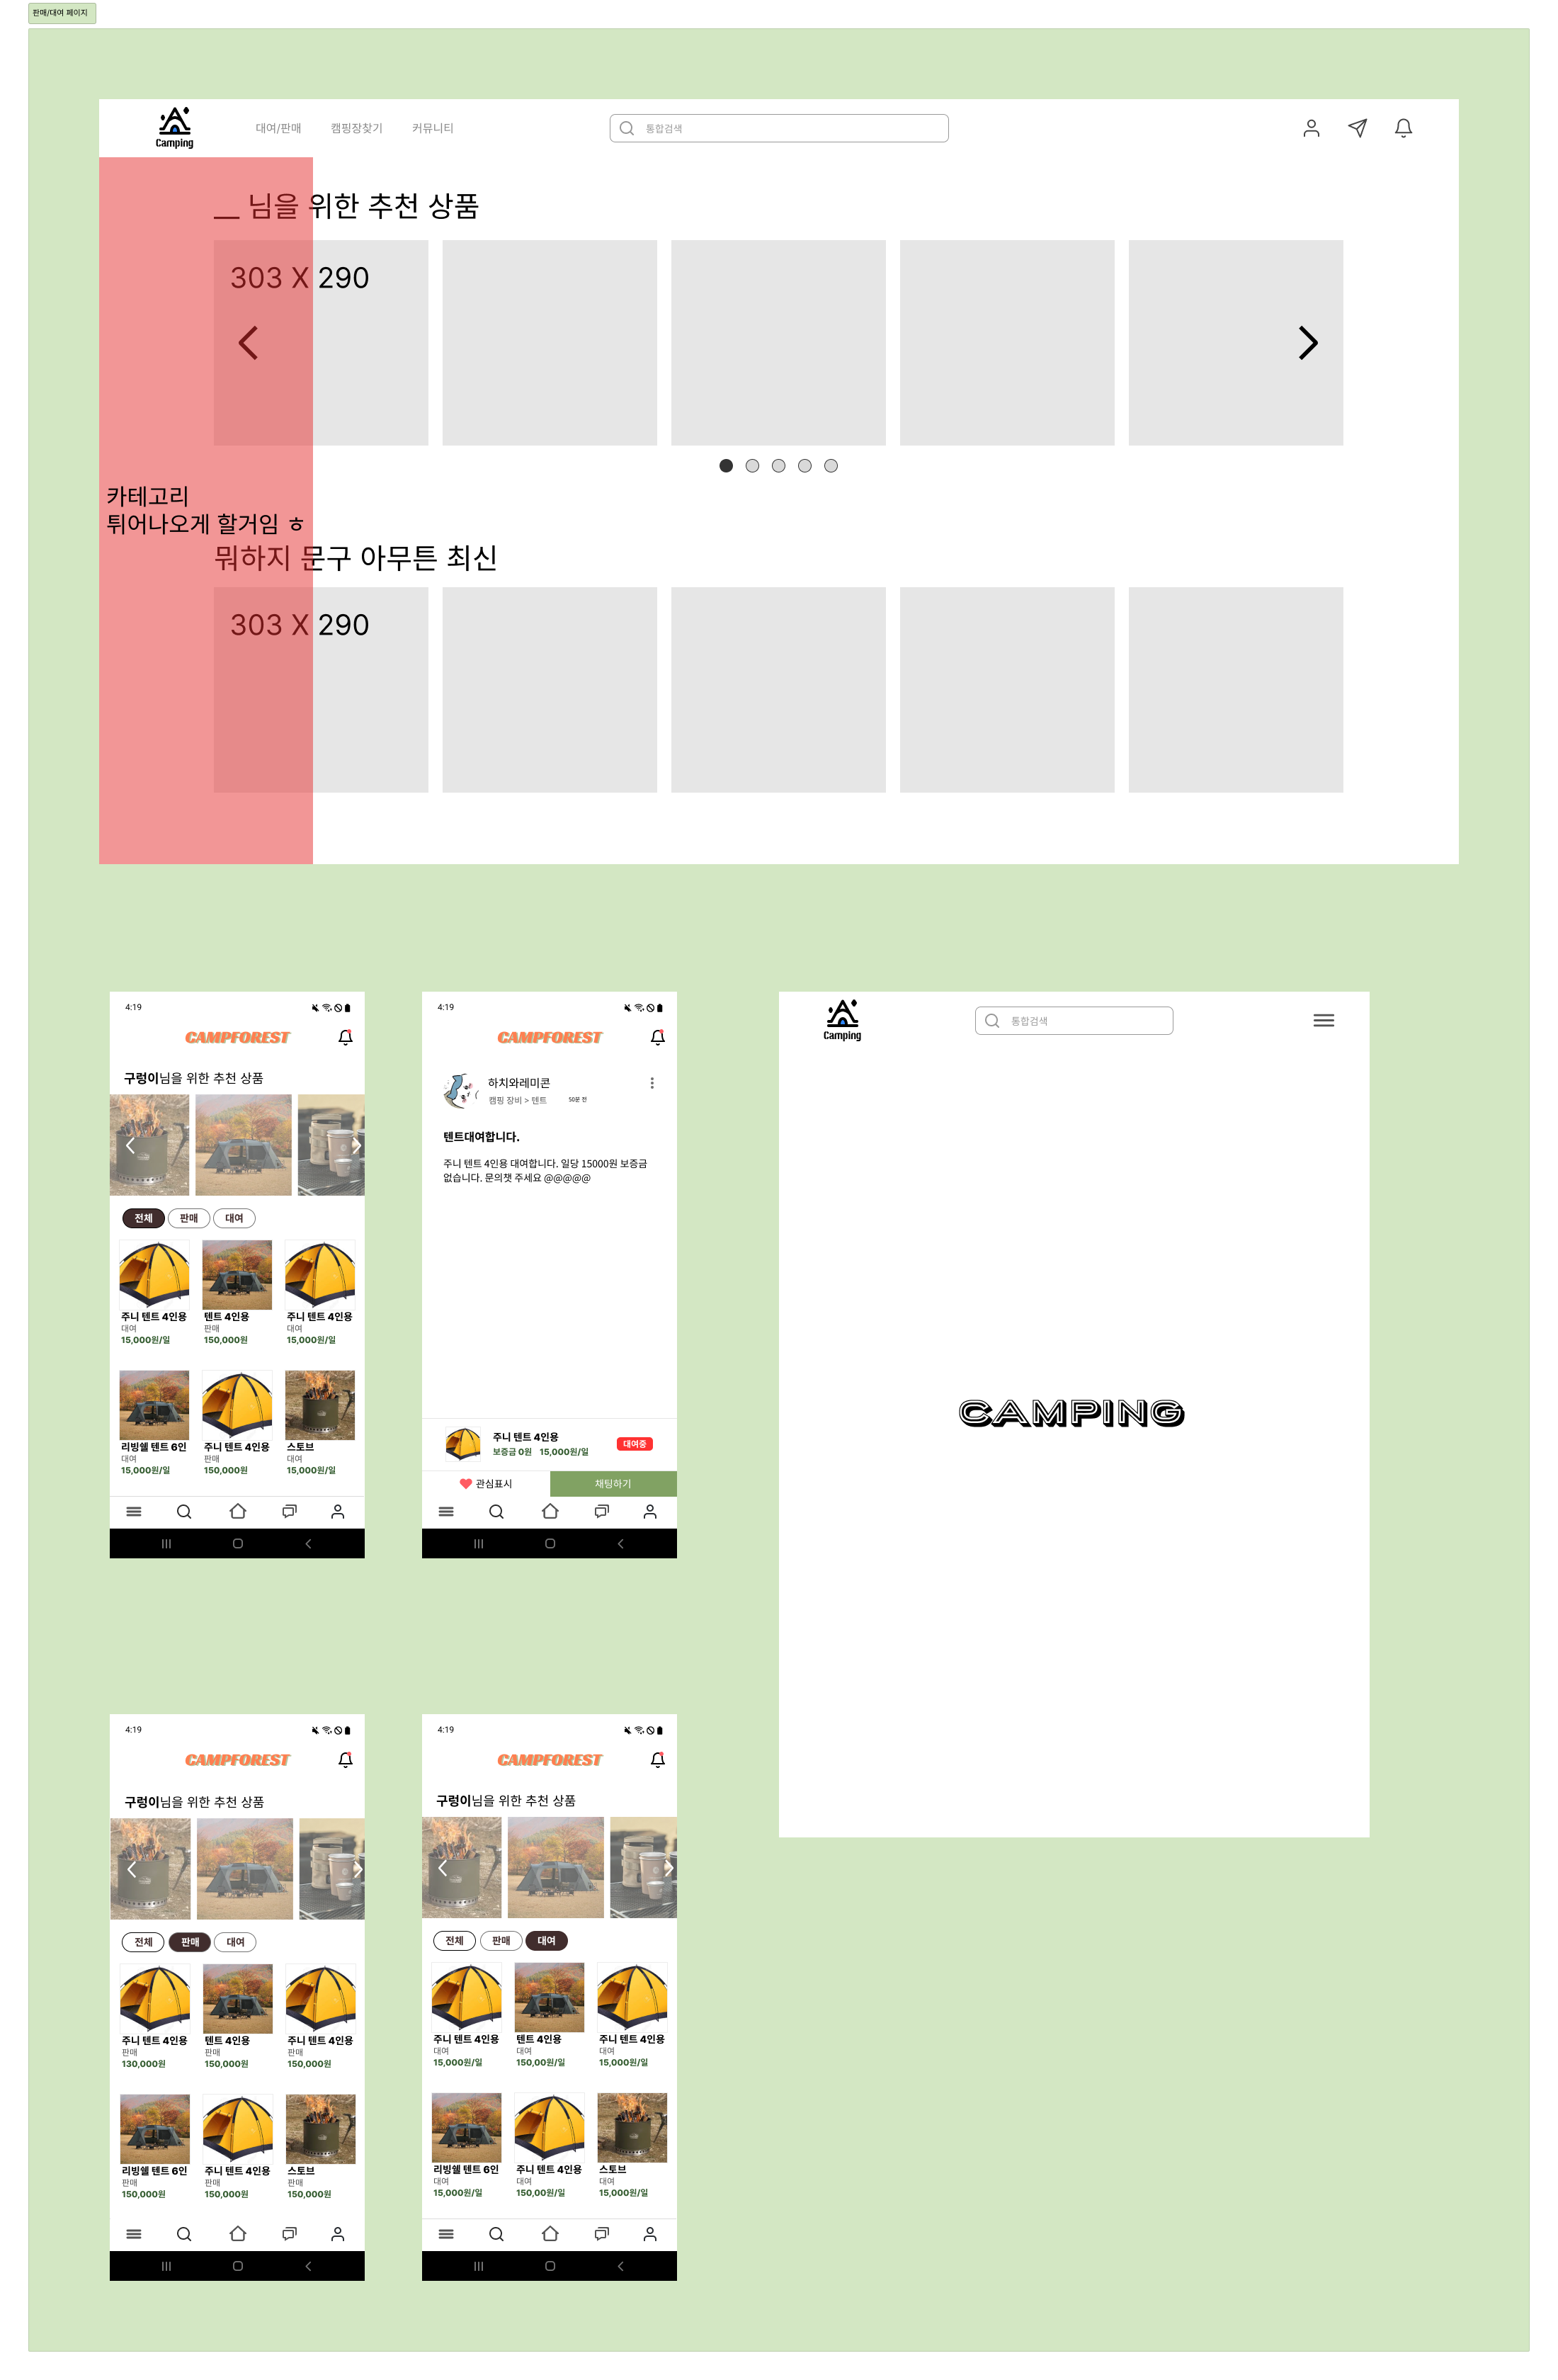 판매/대여 페이지
Camping
대여/판매
캠핑장찾기
커뮤니티
통합검색
__ 님을 위한 추천 상품
303 X 290
카테고리
튀어나오게 할거임 ㅎ
뭐하지 문구 아무튼 최신
303 X 290
4:19
CAMPFOREST
구렁이님을 위한 추천 상품
전체 판매 대여
주니 텐트 4인용 텐트 4인용 주니 텐트 4인용
대여 판매 대여
15,000원/일 150,000원 15,000원/일
리빙쉘 텐트 6인 주니 텐트 4인용 스토브
대여 판매 대여
15,000원/일 150,000원 15,000원/일
4:19
CAMPFOREST
하치와레미콘
캠핑 장비 > 텐트 50분 전
텐트대여합니다.
주니 텐트 4인용 대여합니다. 일당 15000원 보증금
없습니다. 문의챗 주세요 @@@@@
주니 텐트 4인용
보증금 0원 15,000원/일
대여중
관심표시
채팅하기
Camping
통합검색
CAMPING
4:19
CAMPFOREST
구렁이님을 위한 추천 상품
전체 판매 대여
주니 텐트 4인용 텐트 4인용 주니 텐트 4인용
판매 판매 판매
130,000원 150,000원 150,000원
리빙쉘 텐트 6인 주니 텐트 4인용 스토브
판매 판매 판매
150,000원 150,000원 150,000원
4:19
CAMPFOREST
구렁이님을 위한 추천 상품
전체 판매 대여
주니 텐트 4인용 텐트 4인용 주니 텐트 4인용
대여 대여 대여
15,000원/일 150,00원/일 15,000원/일
리빙쉘 텐트 6인 주니 텐트 4인용 스토브
대여 대여 대여
15,000원/일 150,00원/일 15,000원/일